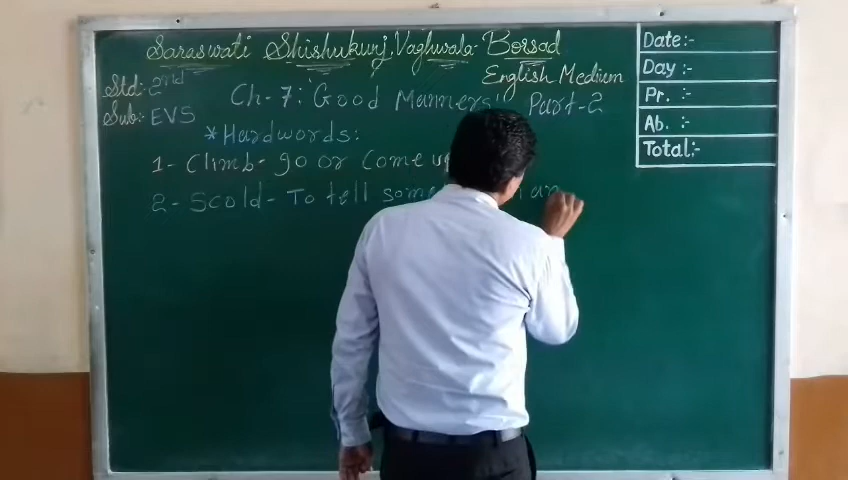 Saraswati Shishukunj, Vaghwala-Borsad
English Medium
Std:- 2nd
Sub:- EVS
Ch-7: Good Manners: Part-2
*Hardwords:
1- Climb- go or come
2- Scold- To tell
Date:-
Day :-
Pr. :-
Ab. :-
Total:-